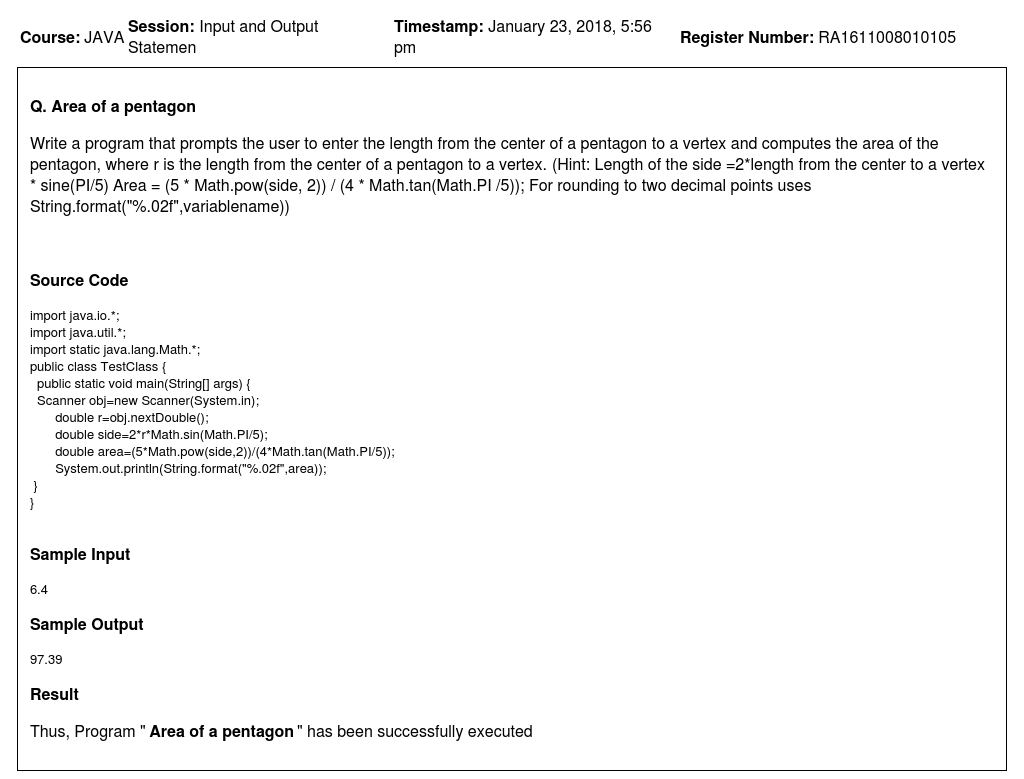 Course: JAVA Session: Input and Output Statemen Timestamp: January 23, 2018, 5:56 pm Register Number: RA1611008010105
Q. Area of a pentagon
Write a program that prompts the user to enter the length from the center of a pentagon to a vertex and computes the area of the
pentagon, where r is the length from the center of a pentagon to a vertex. (Hint: Length of the side =2*length from the center to a vertex
* sine(PI/5) Area = (5 * Math.pow(side, 2)) / (4 * Math.tan(Math.PI /5)); For rounding to two decimal points uses
String.format("%.02f",variablename))
Source Code
import java.io.*;
import java.util.*;
import static java.lang.Math.*;
public class TestClass {
  public static void main(String[] args) {
  Scanner obj=new Scanner(System.in);
       double r=obj.nextDouble();
       double side=2*r*Math.sin(Math.PI/5);
       double area=(5*Math.pow(side,2))/(4*Math.tan(Math.PI/5));
       System.out.println(String.format("%.02f",area));
 }
}
Sample Input
6.4
Sample Output
97.39
Result
Thus, Program " Area of a pentagon " has been successfully executed